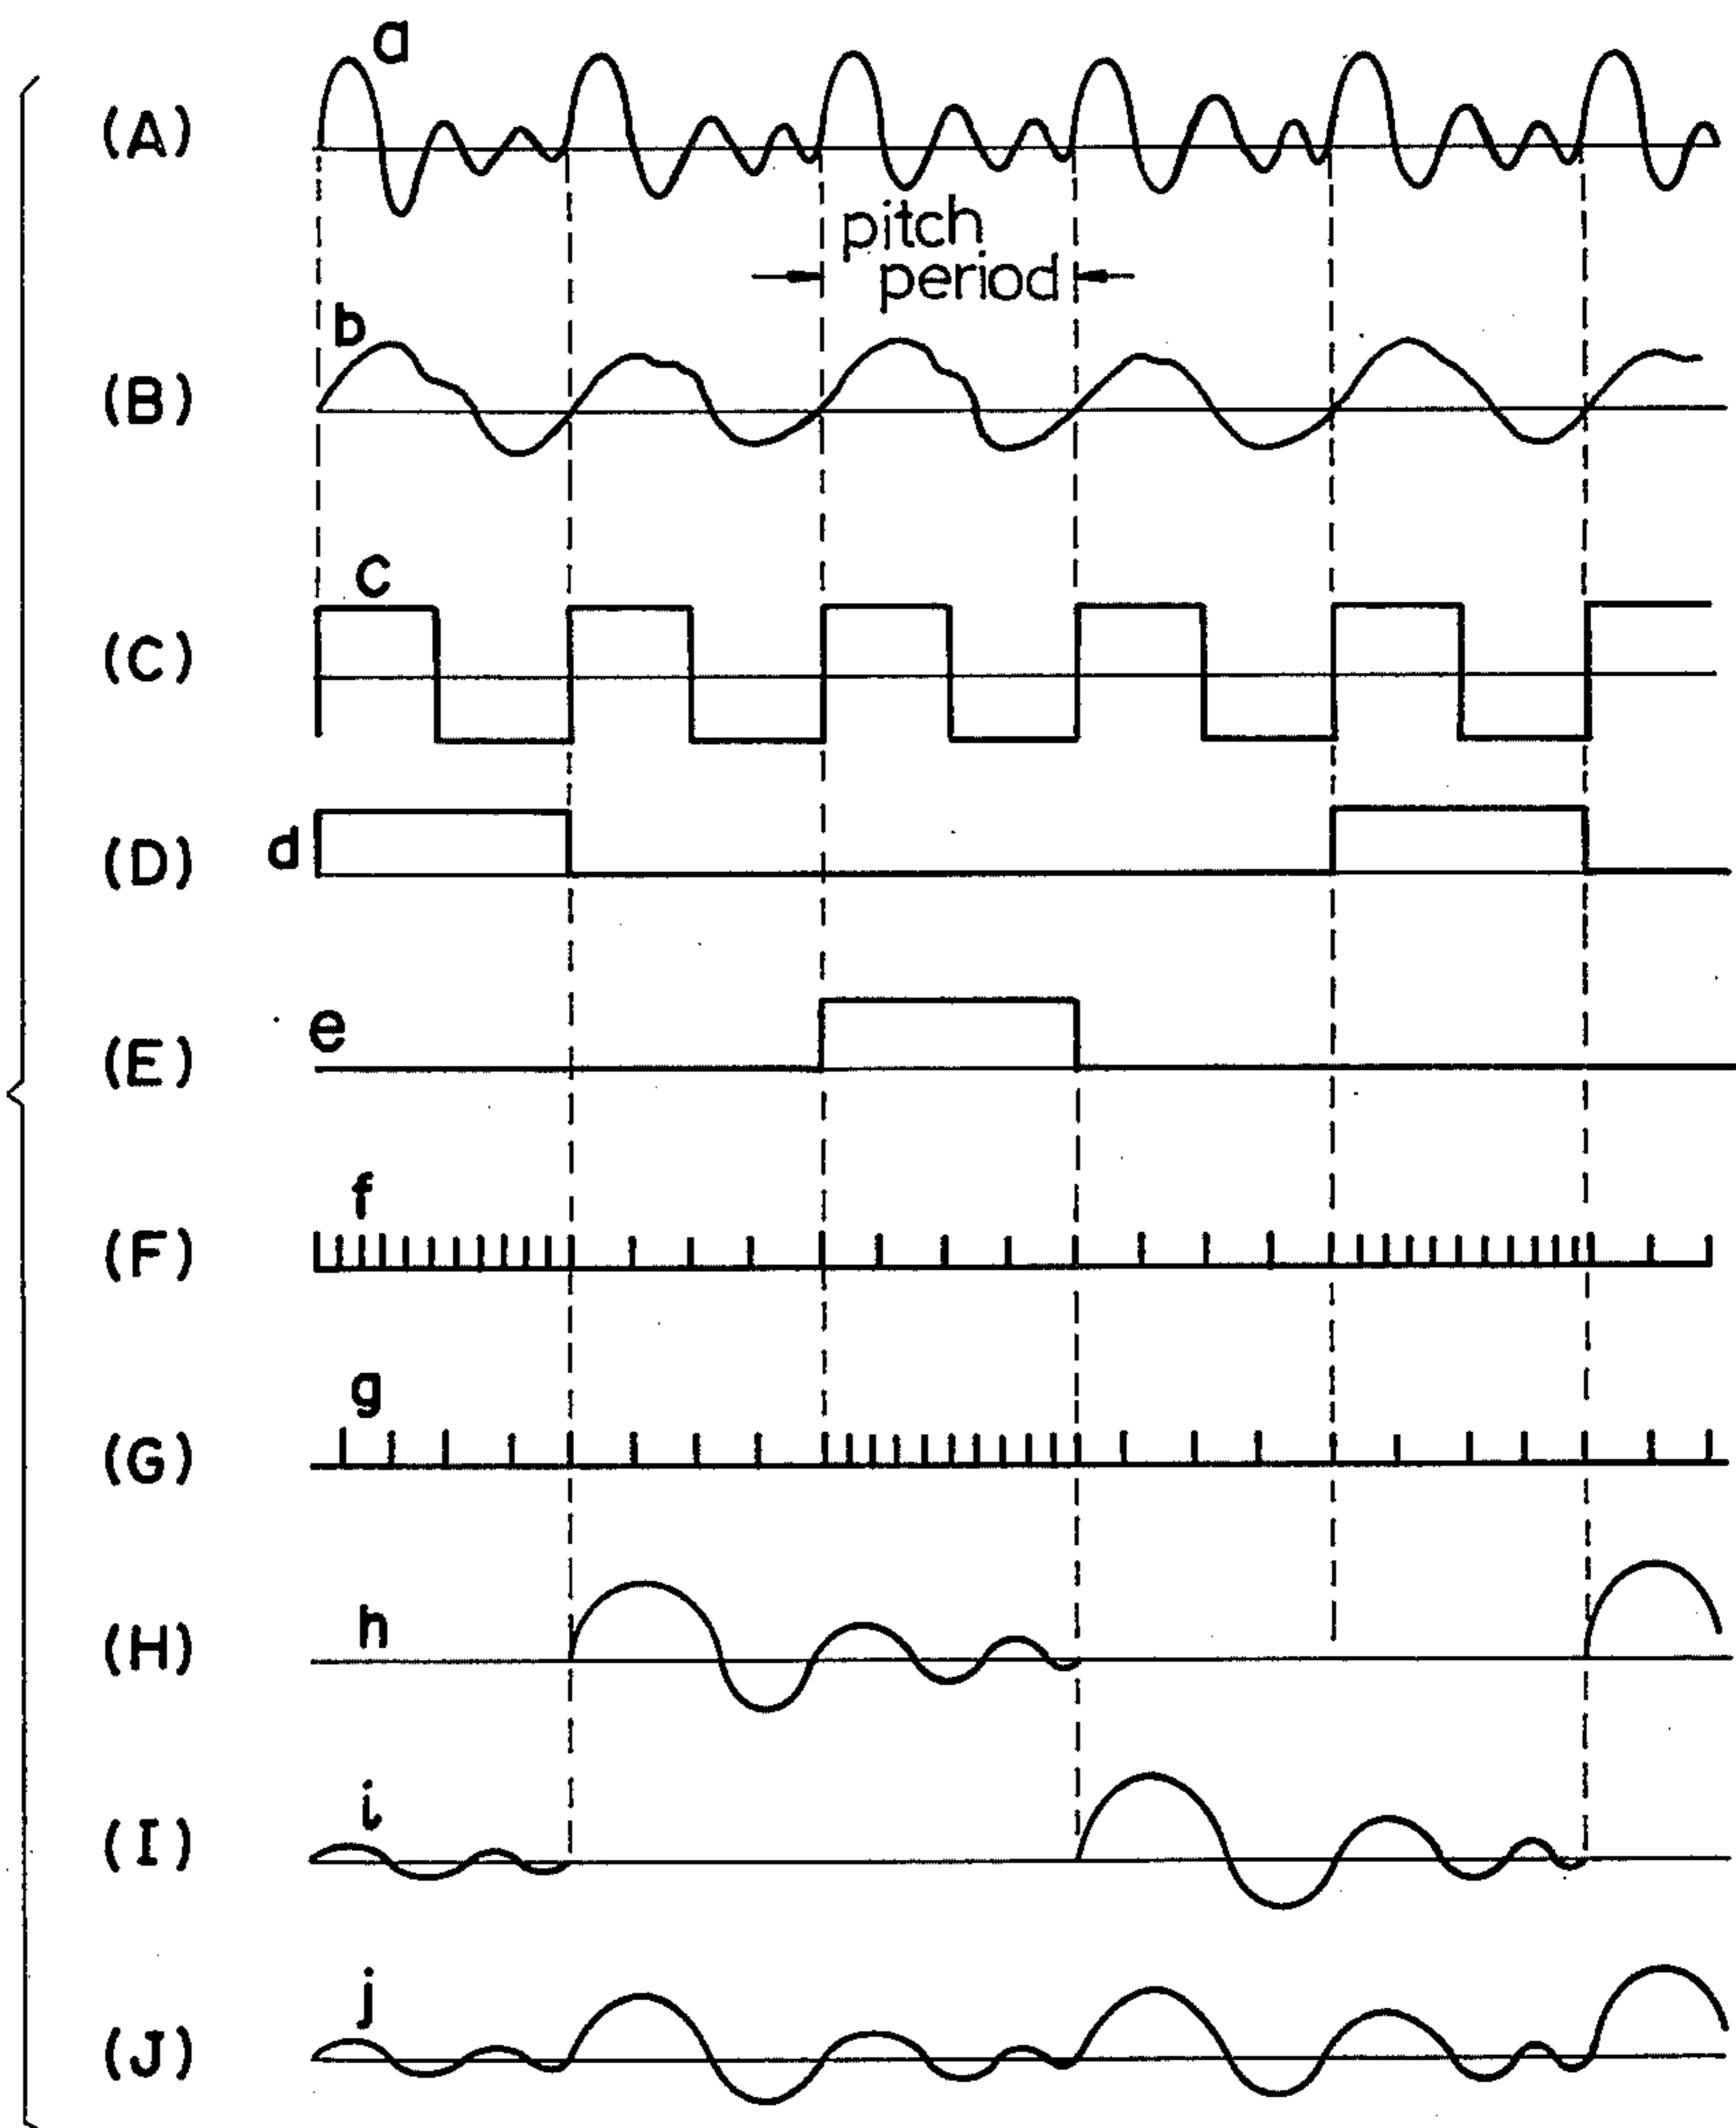 a
(A)
pitch
period
b
(B)
c
(C)
d
(D)
e
(E)
f
(F)
g
(G)
h
(H)
i
(I)
j
(J)